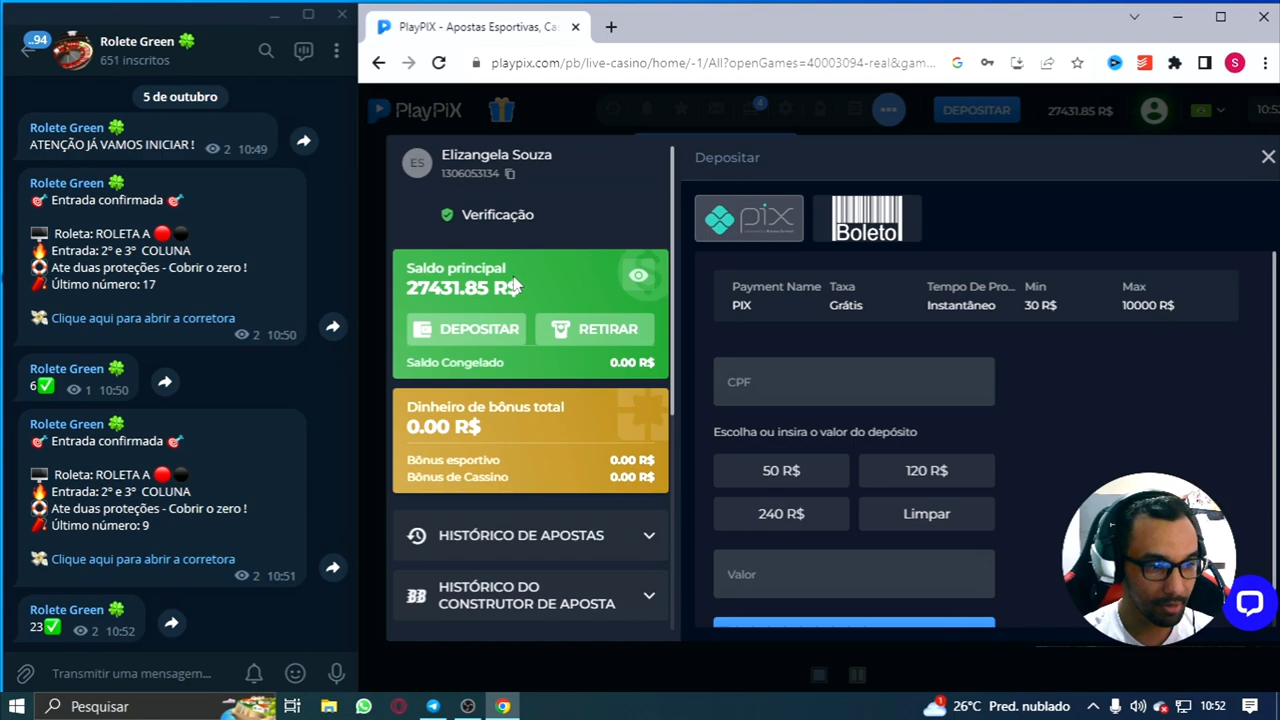 ..94
Rolete Green
651 inscritos
5 de outubro
Rolete Green
ATENÇÃO JÁ VAMOS INICIAR !
2 10:49
Rolete Green
Entrada confirmada
Roleta: ROLETA A
Entrada: 2° e 3° COLUNA
Ate duas proteções - Cobrir o zero !
Último número: 17
Clique aqui para abrir a corretora
2 10:50
Rolete Green
6 1 10:50
Rolete Green
Entrada confirmada
Roleta: ROLETA A
Entrada: 2° e 3° COLUNA
Ate duas proteções - Cobrir o zero !
Último número: 9
Clique aqui para abrir a corretora
2 10:51
Rolete Green
23 2 10:52
Transmitir uma mensagem...
PlayPIX - Apostas Esportivas, Ca
playpix.com/pb/live-casino/home/-1/All?openGames=40003094-real&gam...
S
PlayPIX
4
DEPOSITAR
27431.85 R$
10:5
ES
Elizangela Souza
1306053134
Verificação
Saldo principal
27431.85 R$
DEPOSITAR
RETIRAR
Saldo Congelado 0.00 R$
Dinheiro de bônus total
0.00 R$
Bônus esportivo 0.00 R$
Bônus de Cassino 0.00 R$
HISTÓRICO DE APOSTAS
HISTÓRICO DO
CONSTRUTOR DE APOSTA
Depositar
pix
Boleto
Payment Name Taxa Tempo De Pro... Min Max
PIX Grátis Instantâneo 30 R$ 10000 R$
CPF
Escolha ou insira o valor do depósito
50 R$ 120 R$
240 R$ Limpar
Valor
Pesquisar
1
26°C Pred. nublado
10:52